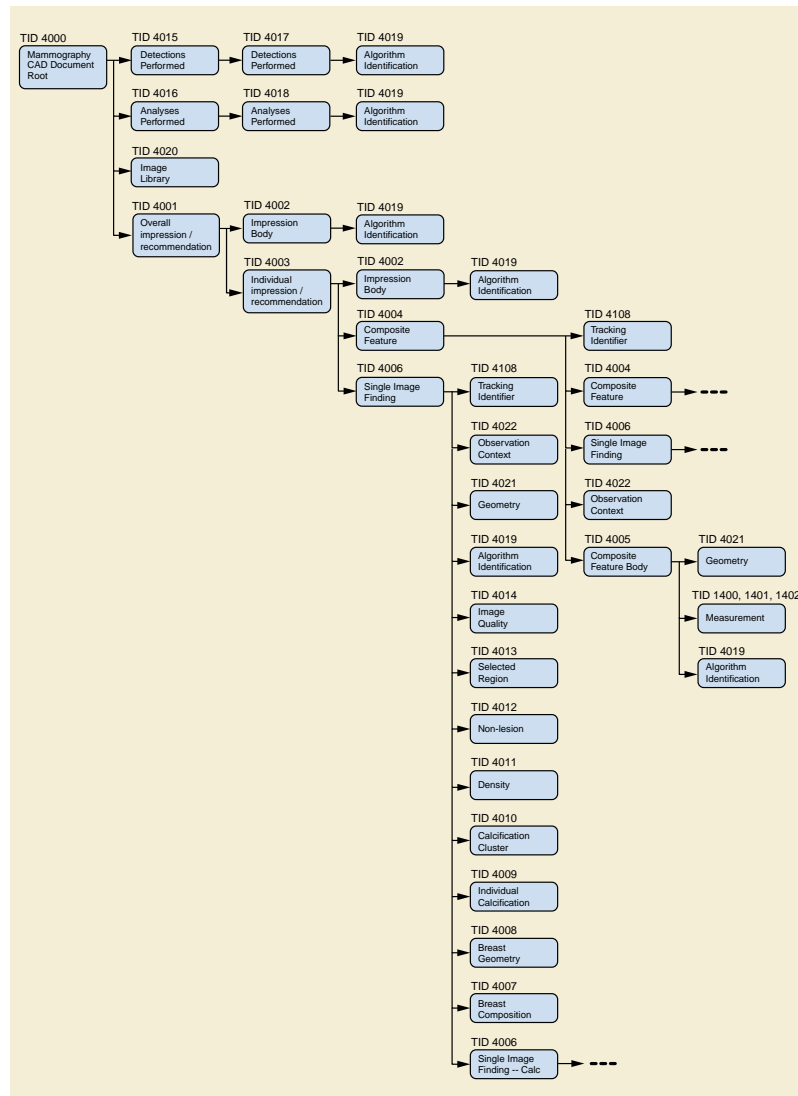 TID 4000
Mammography
CAD Document
Root
TID 4015
Detections
Performed
TID 4017
Detections
Performed
TID 4019
Algorithm
Identification
TID 4016
Analyses
Performed
TID 4018
Analyses
Performed
TID 4019
Algorithm
Identification
TID 4020
Image
Library
TID 4001
Overall
impression /
recommendation
TID 4002
Impression
Body
TID 4019
Algorithm
Identification
TID 4003
Individual
impression /
recommendation
TID 4002
Impression
Body
TID 4019
Algorithm
Identification
TID 4004
Composite
Feature
TID 4108
Tracking
Identifier
TID 4006
Single Image
Finding
TID 4108
Tracking
Identifier
TID 4004
Composite
Feature
TID 4022
Observation
Context
TID 4006
Single Image
Finding
TID 4021
Geometry
TID 4022
Observation
Context
TID 4019
Algorithm
Identification
TID 4005
Composite
Feature Body
TID 4021
Geometry
TID 4014
Image
Quality
TID 1400, 1401, 1402
Measurement
TID 4013
Selected
Region
TID 4019
Algorithm
Identification
TID 4012
Non-lesion
TID 4011
Density
TID 4010
Calcification
Cluster
TID 4009
Individual
Calcification
TID 4008
Breast
Geometry
TID 4007
Breast
Composition
TID 4006
Single Image
Finding -- Calc